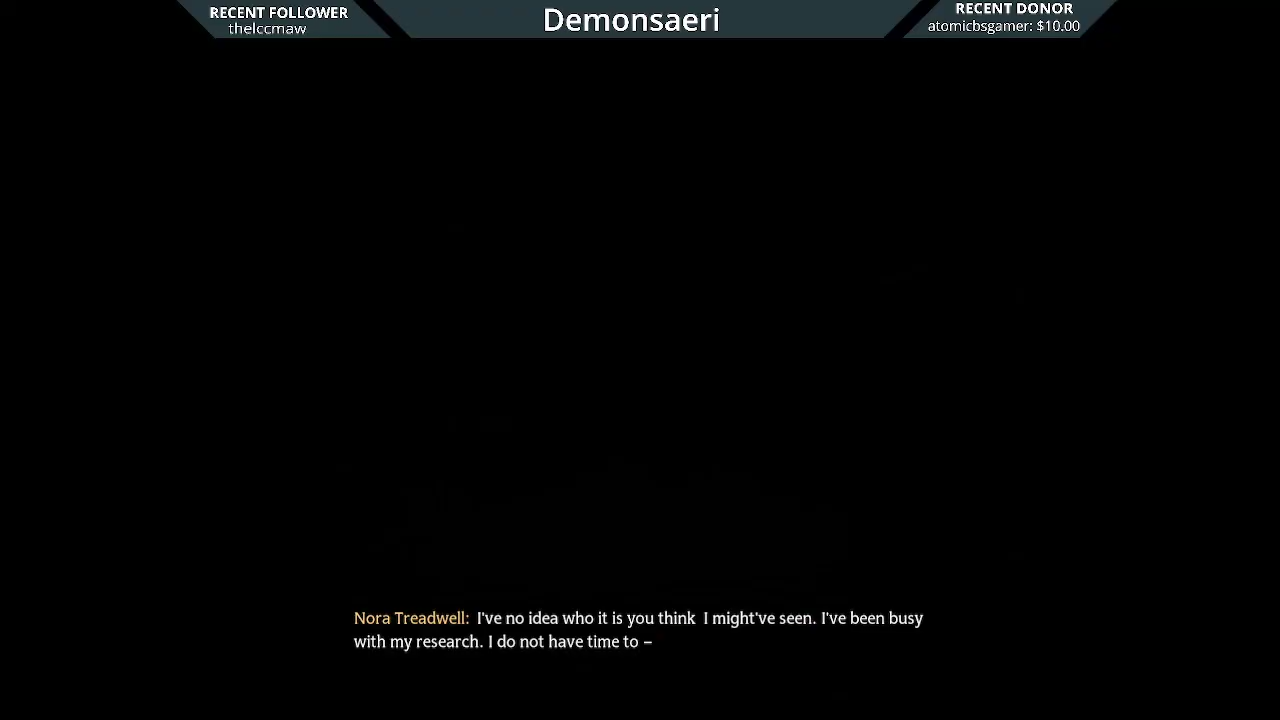 RECENT FOLLOWER
thelccmaw
Demonsaeri
RECENT DONOR
atomicbsgamer: $10.00
Nora Treadwell: I've no idea who it is you think I might've seen. I've been busy
with my research. I do not have time to –